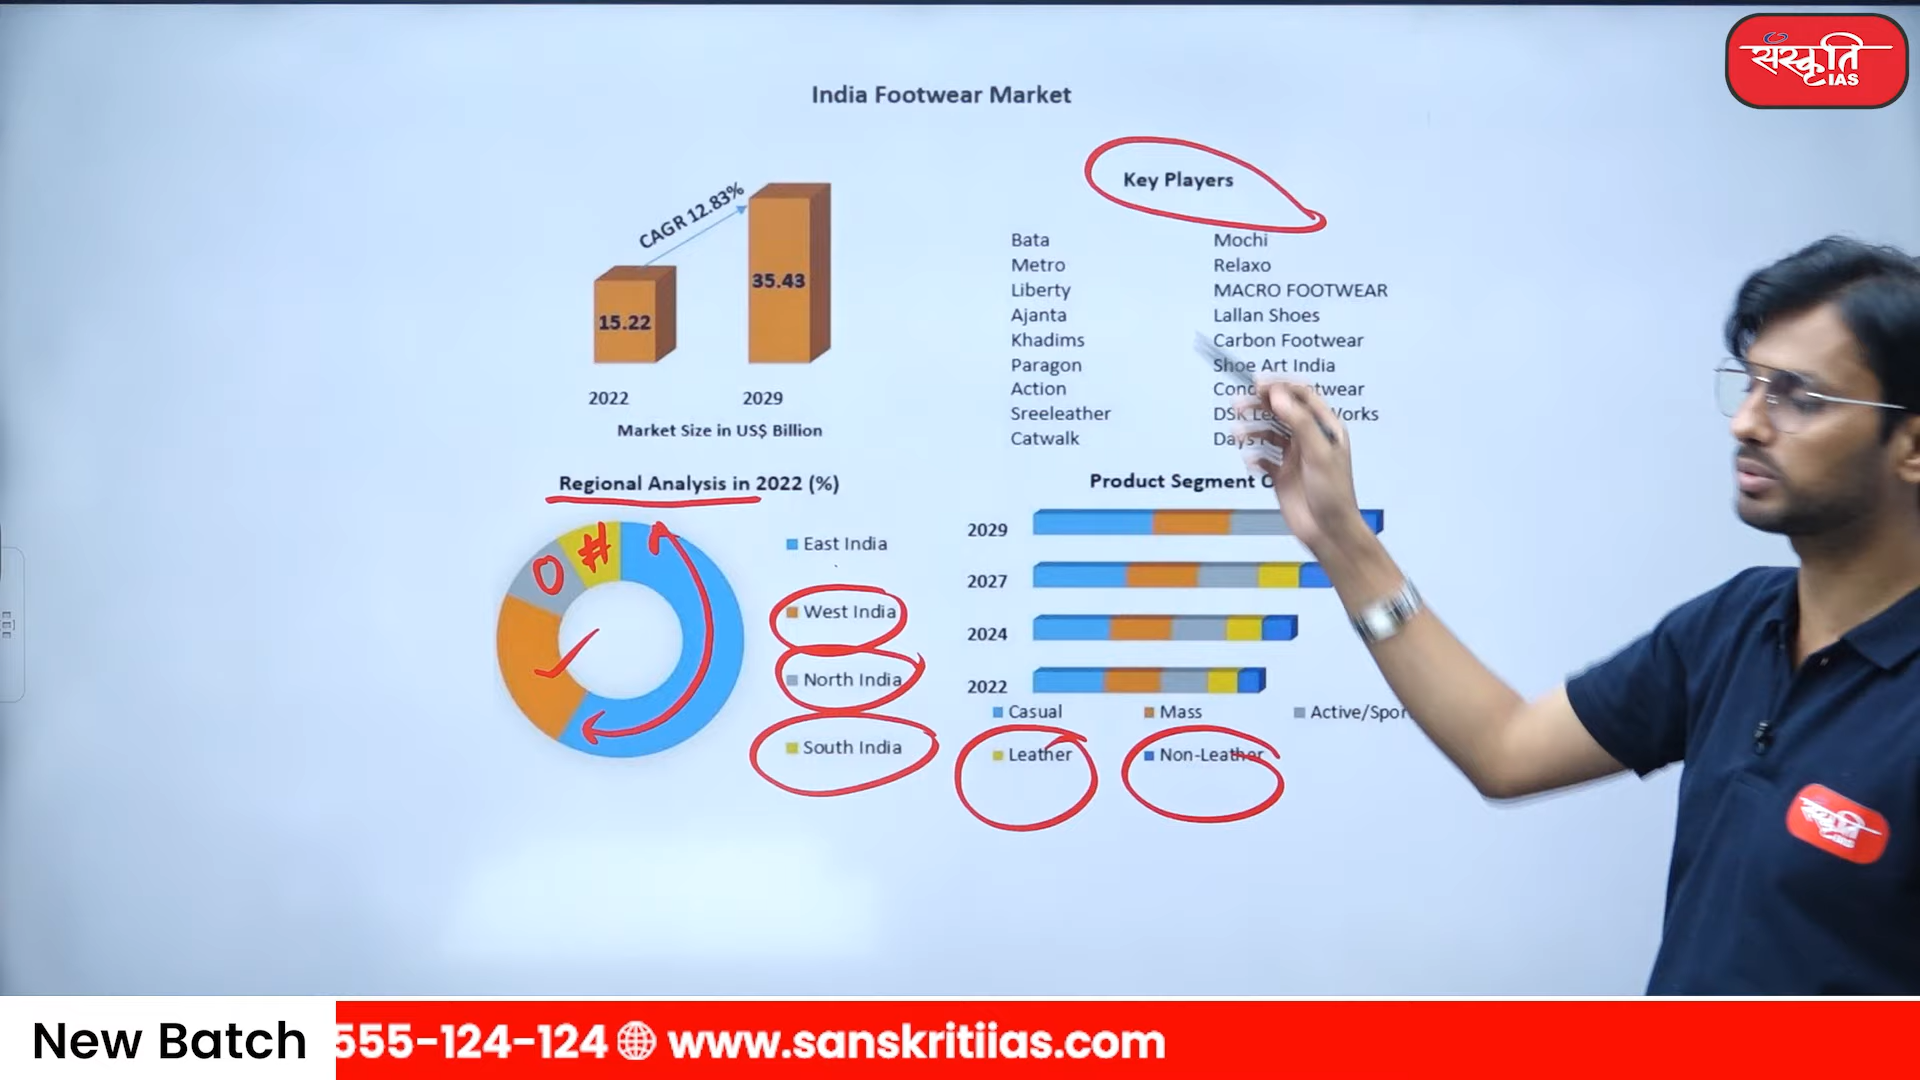 संस्कृति
IAS
India Footwear Market
CAGR 12.83%
15.22
35.43
2022
2029
Market Size in US$ Billion
Key Players
Bata
Metro
Liberty
Ajanta
Khadims
Paragon
Action
Sreeleather
Catwalk
Mochi
Relaxo
MACRO FOOTWEAR
Lallan Shoes
Carbon Footwear
Shoe Art India
DSK
Regional Analysis in 2022 (%)
East India
West India
North India
South India
Product Segment
2029
2027
2024
2022
Casual
Mass
Leather
Non-Leather
संस्कृति
IAS
New Batch
555-124-124 www.sanskritiias.com